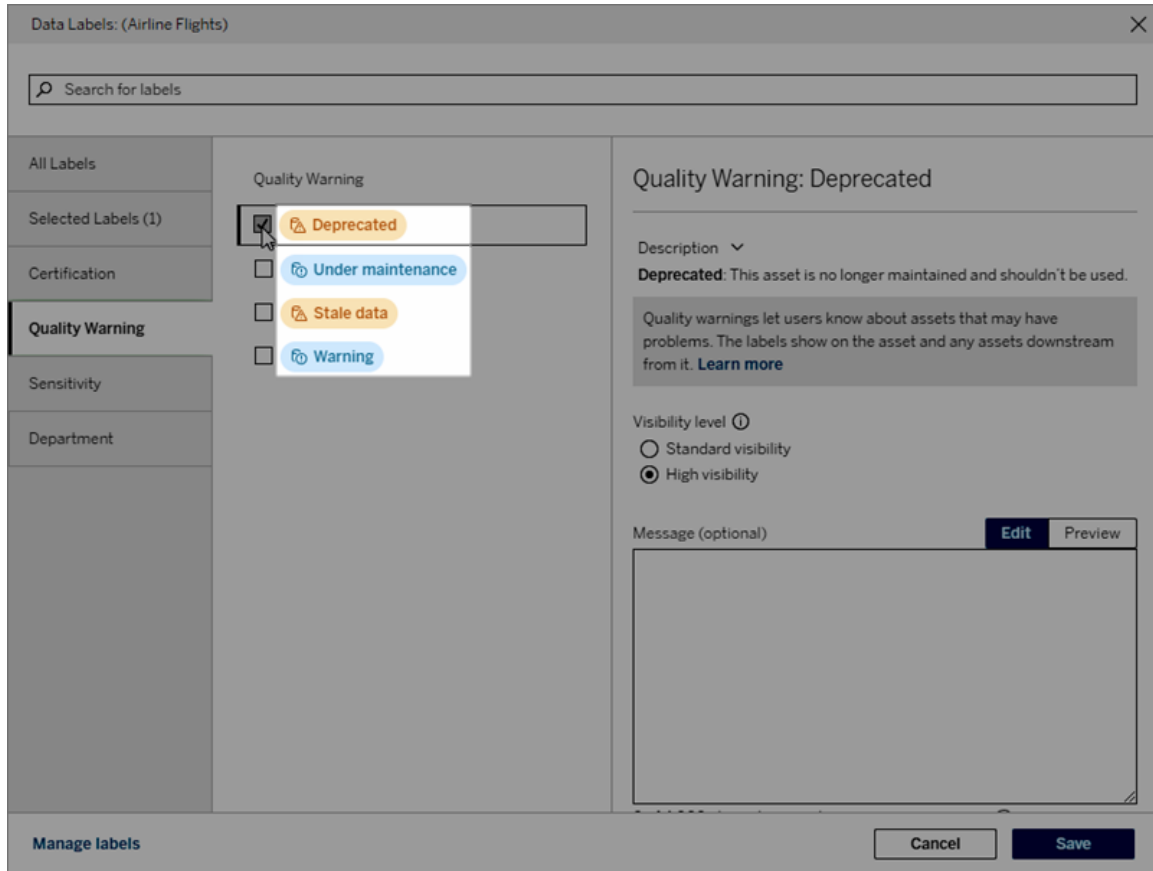 Data Labels: (Airline Flights)
Search for labels
All Labels
Selected Labels (1)
Certification
Quality Warning
Sensitivity
Department
Quality Warning
Deprecated
Under maintenance
Stale data
Warning
Quality Warning: Deprecated
Description
Deprecated: This asset is no longer maintained and shouldn't be used.
Quality warnings let users know about assets that may have
problems. The labels show on the asset and any assets downstream
from it. Learn more
Visibility level
Standard visibility
High visibility
Message (optional)
Edit Preview
Manage labels
Cancel Save